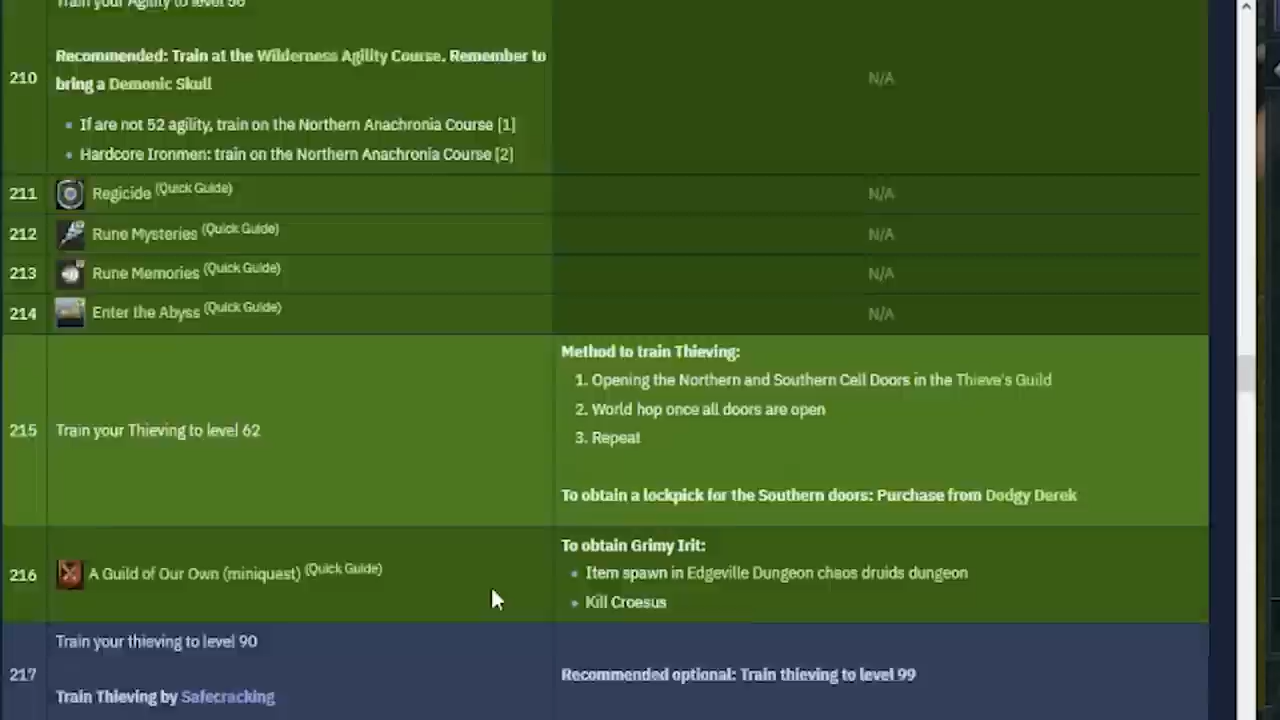 Train your Agility to level 56
210
Recommended: Train at the Wilderness Agility Course. Remember to
bring a Demonic Skull
N/A
If are not 52 agility, train on the Northern Anachronia Course [1]
Hardcore Ironmen: train on the Northern Anachronia Course [2]
211 Regicide (Quick Guide) N/A
212 Rune Mysteries (Quick Guide) N/A
213 Rune Memories (Quick Guide) N/A
214 Enter the Abyss (Quick Guide) N/A
215 Train your Thieving to level 62
Method to train Thieving:
1. Opening the Northern and Southern Cell Doors in the Thieve's Guild
2. World hop once all doors are open
3. Repeat
To obtain a lockpick for the Southern doors: Purchase from Dodgy Derek
216 A Guild of Our Own (miniquest) (Quick Guide)
To obtain Grimy Irit:
Item spawn in Edgeville Dungeon chaos druids dungeon
Kill Croesus
217
Train your thieving to level 90
Train Thieving by Safecracking
Recommended optional: Train thieving to level 99